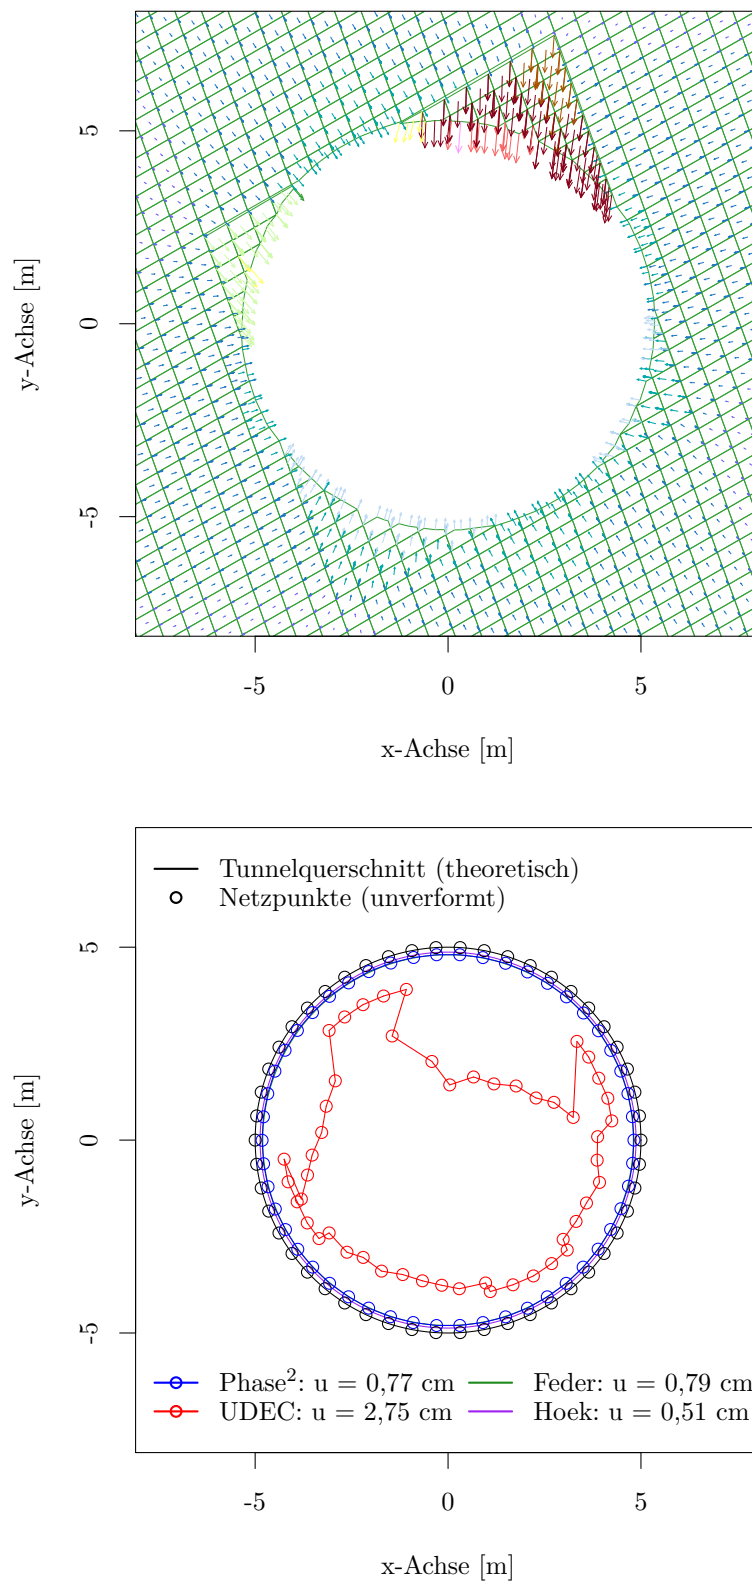 5
0
-5
y-Achse [m]
-5 0 5
x-Achse [m]
Tunnelquerschnitt (theoretisch)
Netzpunkte (unverformt)
5
0
-5
y-Achse [m]
Phase² : u = 0,77 cm Feder: u = 0,79 cm
UDEC: u = 2,75 cm Hoek: u = 0,51 cm
-5 0 5
x-Achse [m]